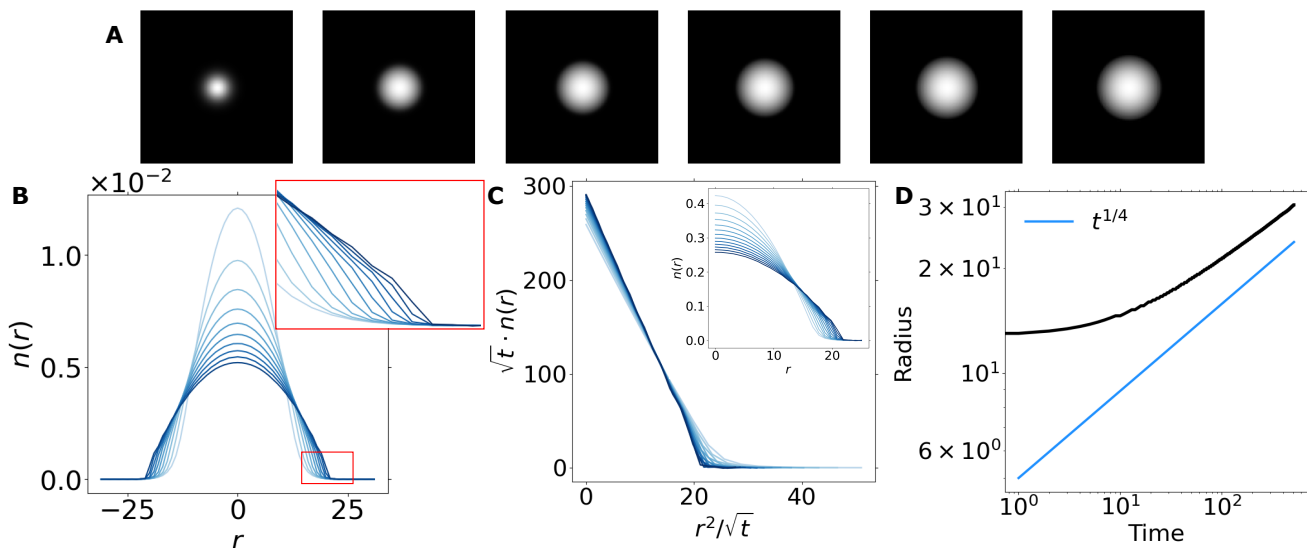 A
B
×10⁻²
1.0
0.5
0.0
n(r)
−25
0
25
r
C
300
200
100
0
√t · n(r)
0
20
40
r²/√t
0.4
0.3
0.2
0.1
0.0
n(r)
0
10
20
r
D
t^{1/4}
3 × 10¹
2 × 10¹
10¹
6 × 10⁰
Radius
10⁰
10¹
10²
Time